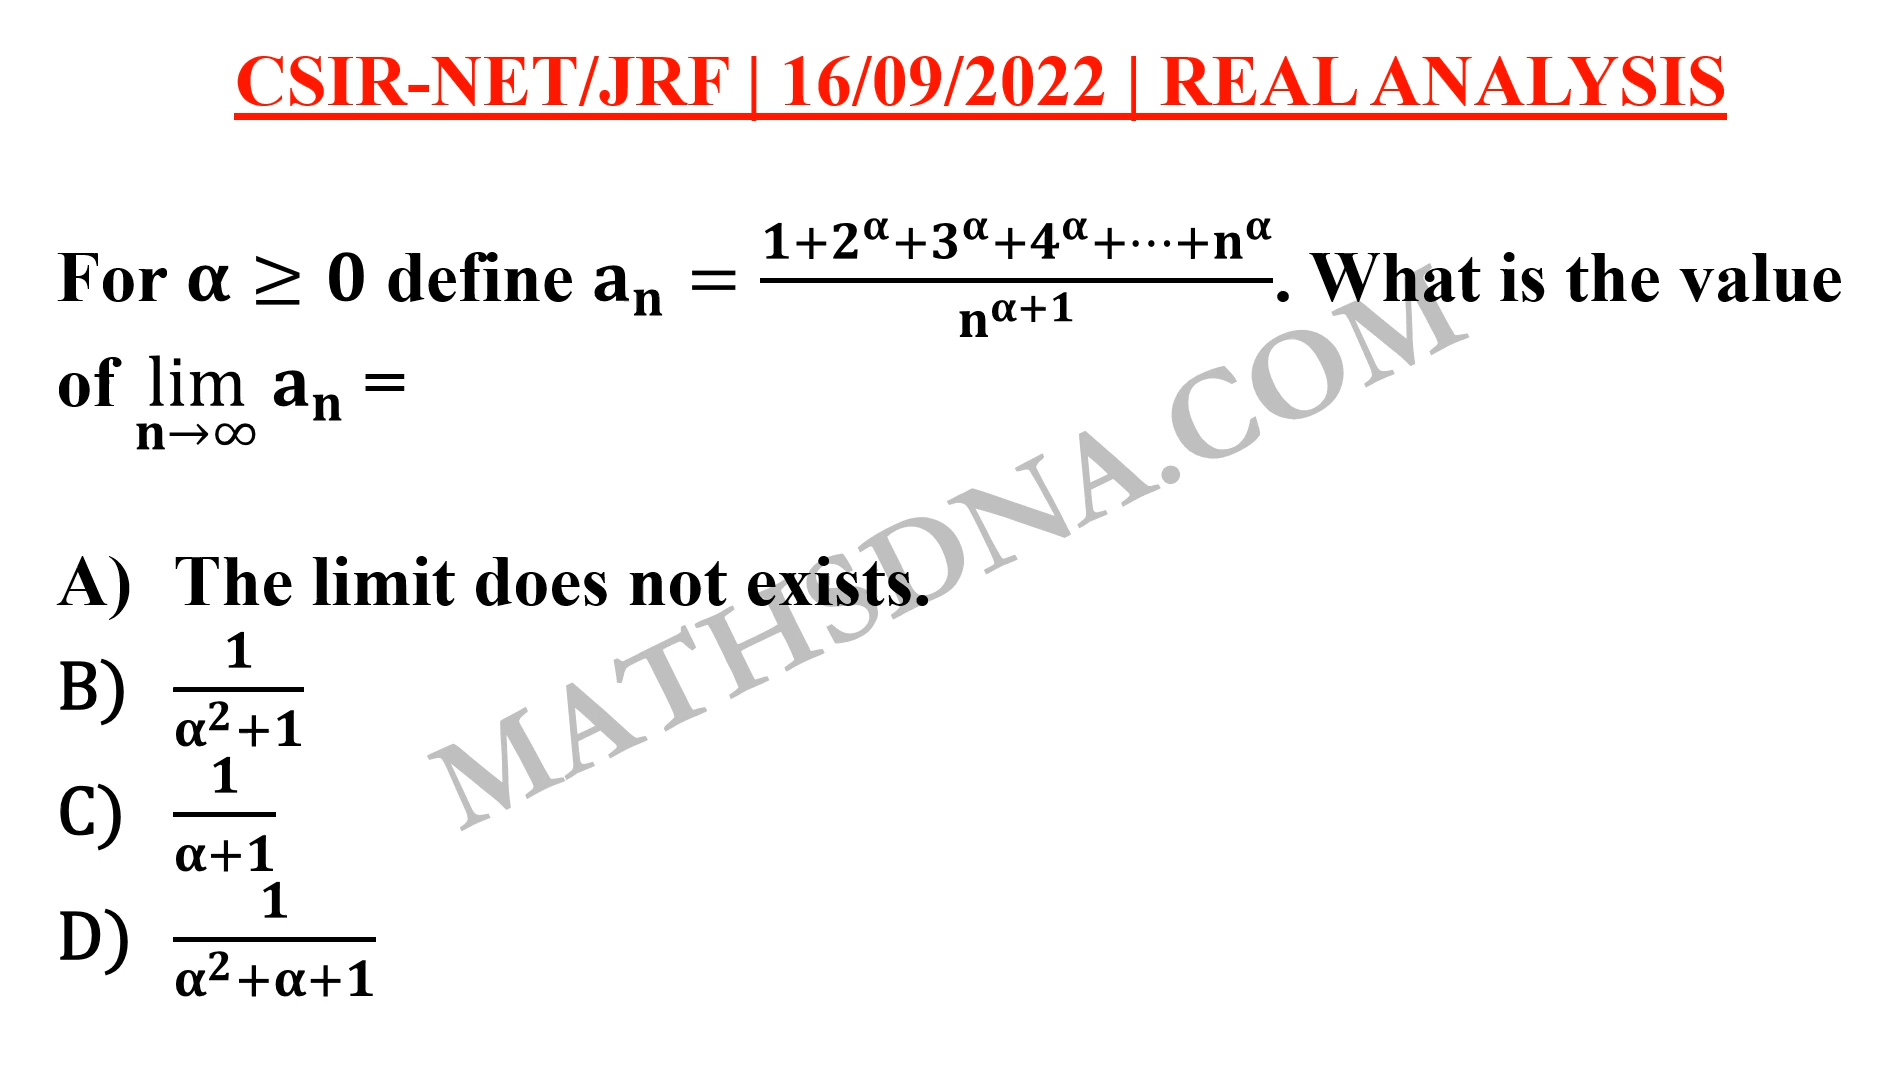 CSIR-NET/JRF | 16/09/2022 | REAL ANALYSIS
For α ≥ 0 define aₙ = (1+2^α+3^α+4^α+⋯+n^α)/(n^(α+1)). What is the value
of lim_(n→∞) aₙ =
A) The limit does not exists.
B) 1/(α²+1)
C) 1/(α+1)
D) 1/(α²+α+1)
MATHSDNA.COM